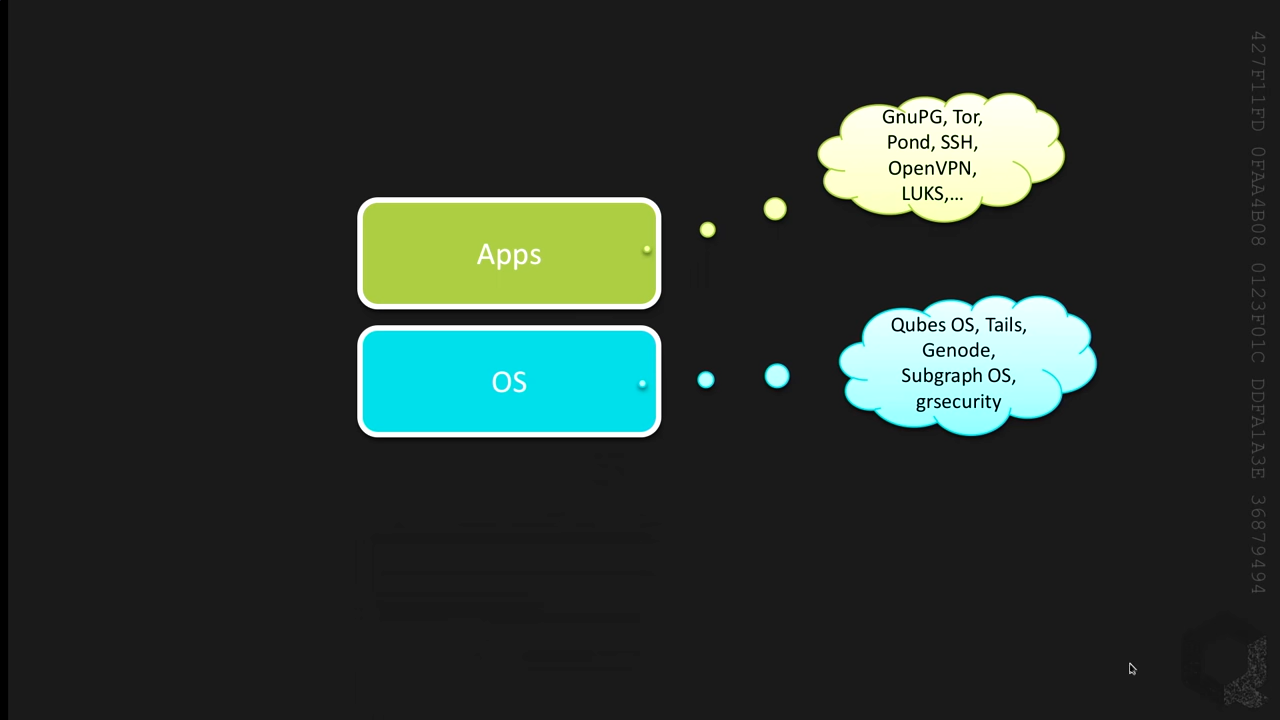 GnuPG, Tor,
Pond, SSH,
OpenVPN,
LUKS,...
Apps
Qubes OS, Tails,
Genode,
Subgraph OS,
grsecurity
OS
427F11FD 0FAA4B08 0123F01C DDFA1A3E 36879494